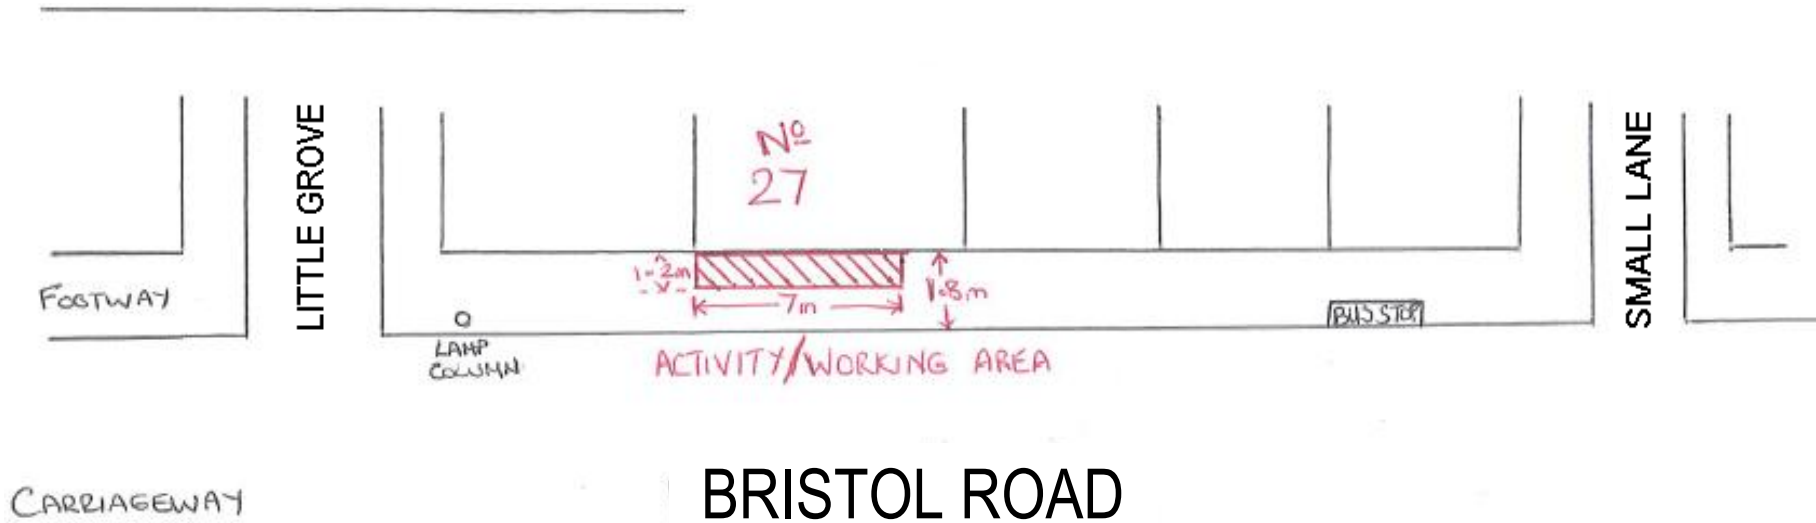 Nº
27
LITTLE GROVE
SMALL LANE
1.2m
7m
1.8m
FOOTWAY
BUS STOP
LAMP
COLUMN
ACTIVITY/WORKING AREA
CARRIAGEWAY
BRISTOL ROAD